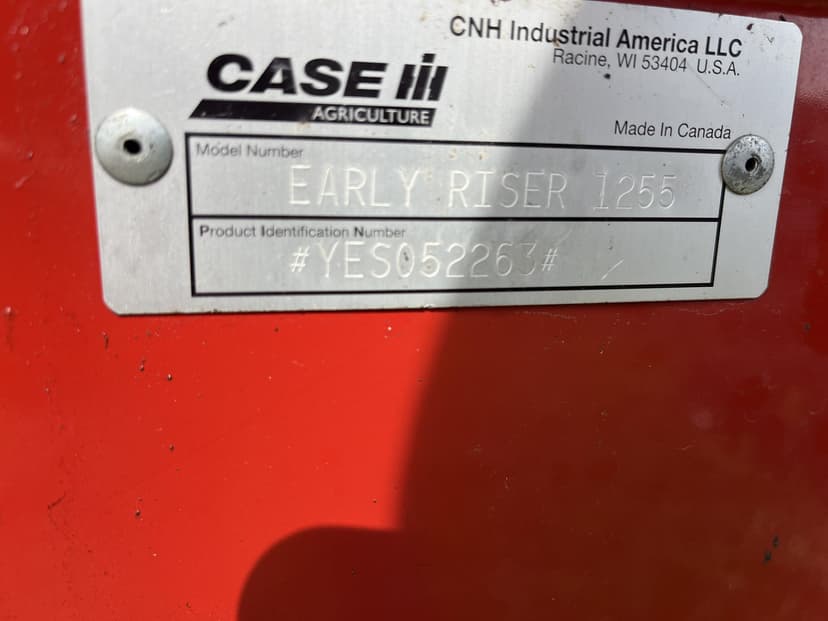 CNH Industrial America LLC
Racine, WI 53404 U.S.A.
CASE IH
AGRICULTURE
Made In Canada
Model Number
EARLY RISER 1255
Product Identification Number
#YES052263#